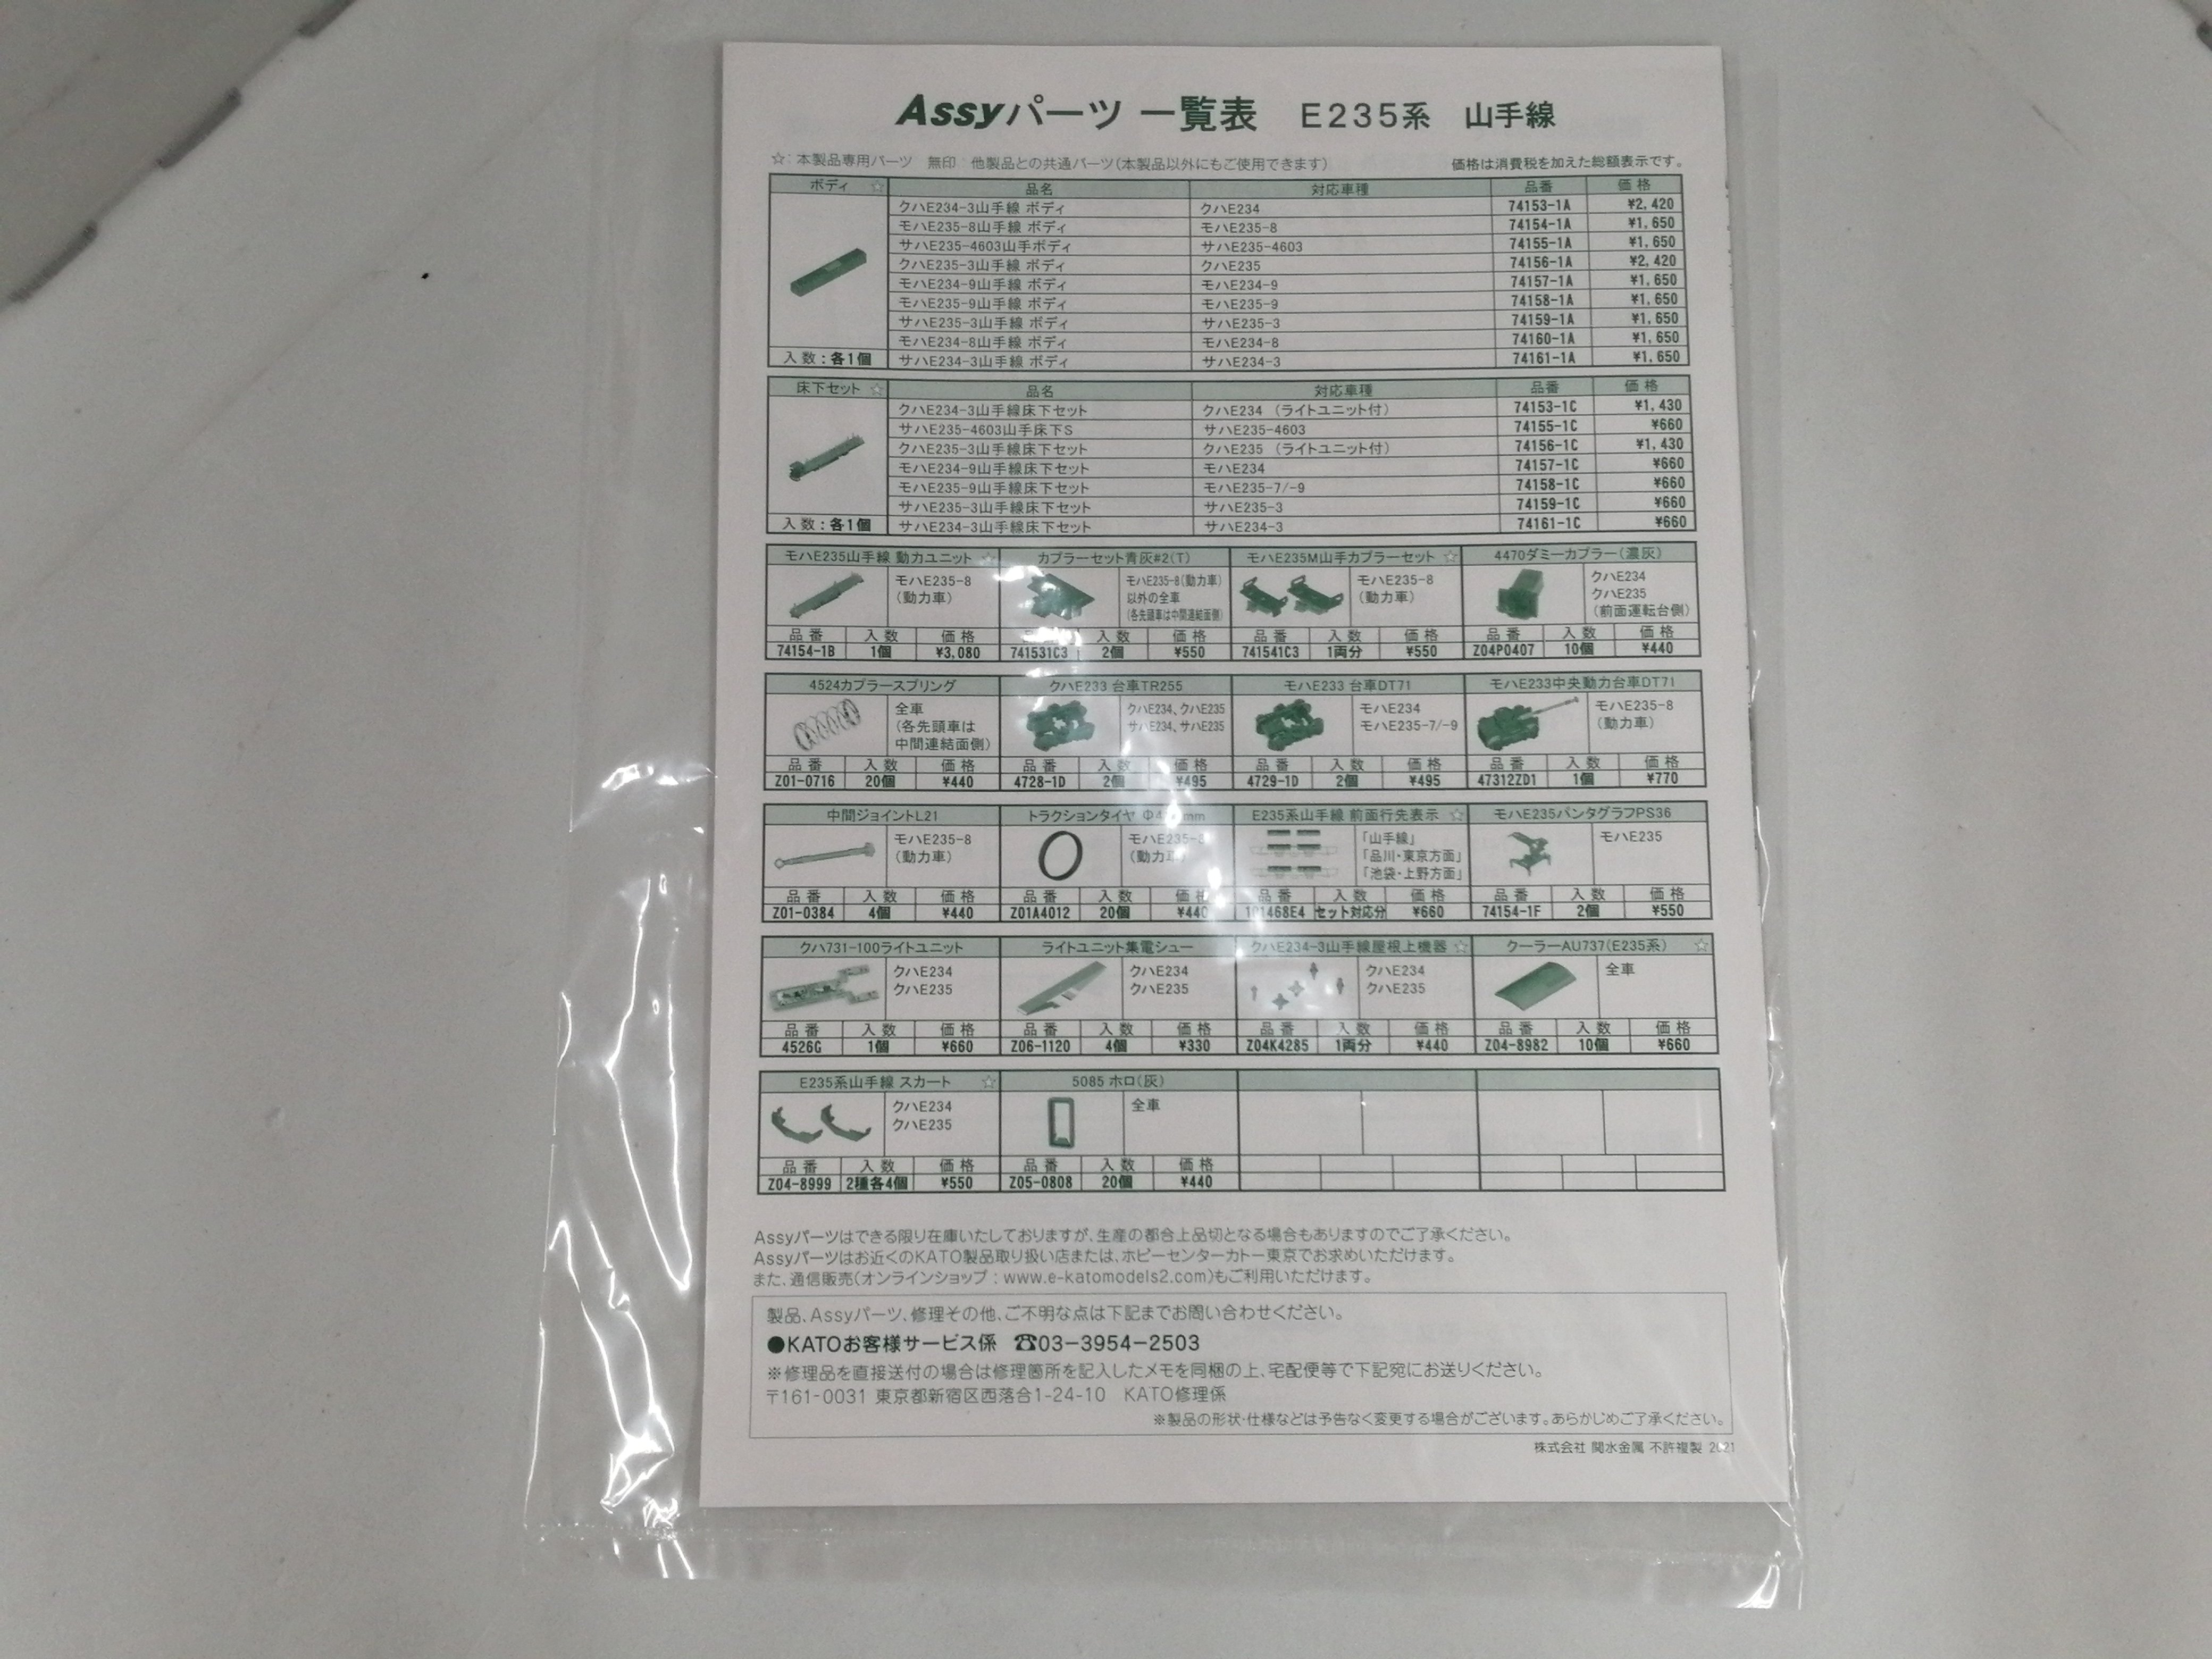 Assyパーツ 一覧表 E235系 山手線
☆：本製品専用パーツ 無印：他製品との共通パーツ(本製品以外にもご使用できます) 価格は消費税を加えた総額表示です。
ボディ ☆ 品名 対応車種 品番 価格
クハE234-3山手線 ボディ クハE234 74153-1A ¥2,420
モハE235-8山手線 ボディ モハE235-8 74154-1A ¥1,650
サハE235-4603山手ボディ サハE235-4603 74155-1A ¥1,650
クハE235-3山手線 ボディ クハE235 74156-1A ¥2,420
モハE234-9山手線 ボディ モハE234-9 74157-1A ¥1,650
モハE235-9山手線 ボディ モハE235-9 74158-1A ¥1,650
サハE235-3山手線 ボディ サハE235-3 74159-1A ¥1,650
モハE234-8山手線 ボディ モハE234-8 74160-1A ¥1,650
入数：各1個 サハE234-3山手線 ボディ サハE234-3 74161-1A ¥1,650
床下セット ☆ 品名 対応車種 品番 価格
クハE234-3山手線床下セット クハE234 (ライトユニット付) 74153-1C ¥1,430
サハE235-4603山手床下S サハE235-4603 74155-1C ¥660
クハE235-3山手線床下セット クハE235 (ライトユニット付) 74156-1C ¥1,430
モハE234-9山手線床下セット モハE234 74157-1C ¥660
モハE235-9山手線床下セット モハE235-7/-9 74158-1C ¥660
サハE235-3山手線床下セット サハE235-3 74159-1C ¥660
入数：各1個 サハE234-3山手線床下セット サハE234-3 74161-1C ¥660
モハE235山手線 動力ユニット ☆ カプラーセット青灰#2(T) モハE235M山手カプラーセット ☆ 4470ダミーカプラー(濃灰)
モハE235-8 モハE235-8(動力車) モハE235-8 クハE234
(動力車) 以外の全車 (動力車) クハE235
(各先頭車は中間連結面側) (前面運転台側)
品番 入数 価格 品番 入数 価格 品番 入数 価格 品番 入数 価格
74154-1B 1個 ¥3,080 741531C3 2個 ¥550 741541C3 1両分 ¥550 Z04P0407 10個 ¥440
4524カプラースプリング クハE233 台車TR255 モハE233 台車DT71 モハE233中央動力台車DT71
全車 クハE234、クハE235 モハE234 モハE235-8
(各先頭車は サハE234、サハE235 モハE235-7/-9 (動力車)
中間連結面側)
品番 入数 価格 品番 入数 価格 品番 入数 価格 品番 入数 価格
Z01-0716 20個 ¥440 4728-1D 2個 ¥495 4729-1D 2個 ¥495 47312ZD1 1個 ¥770
中間ジョイントL21 トラクションタイヤ mm E235系山手線 前面行先表示 ☆ モハE235パンタグラフPS36
モハE235-8 モハE235-8 「山手線」 モハE235
(動力車) (動力車) 「品川・東京方面」
「池袋・上野方面」
品番 入数 価格 品番 入数 価格 品番 入数 価格 品番 入数 価格
Z01-0384 4個 ¥440 Z01A4012 20個 ¥440 セット対応分 ¥660 74154-1F 2個 ¥550
クハ731-100ライトユニット ライトユニット集電シュー クハE234-3山手線屋根上機器 ☆ クーラーAU737(E235系) ☆
クハE234 クハE234 クハE234 全車
クハE235 クハE235 クハE235
品番 入数 価格 品番 入数 価格 品番 入数 価格 品番 入数 価格
4526G 1個 ¥660 Z06-1120 4個 ¥330 Z04K4285 1両分 ¥440 Z04-8982 10個 ¥660
E235系山手線 スカート ☆ 5085 ホロ(灰)
クハE234 全車
クハE235
品番 入数 価格 品番 入数 価格
Z04-8999 2種各4個 ¥550 Z05-0808 20個 ¥440
Assyパーツはできる限り在庫いたしておりますが、生産の都合上品切となる場合もありますのでご了承ください。
Assyパーツはお近くのKATO製品取り扱い店または、ホビーセンターカトー東京でお求めいただけます。
また、通信販売(オンラインショップ：www.e-katomodels2.com)もご利用いただけます。
製品、Assyパーツ、修理その他、ご不明な点は下記までお問い合わせください。
●KATOお客様サービス係 ☎03-3954-2503
※修理品を直接送付の場合は修理箇所を記入したメモを同梱の上、宅配便等で下記宛にお送りください。
〒161-0031 東京都新宿区西落合1-24-10 KATO修理係
※製品の形状・仕様などは予告なく変更する場合がございます。あらかじめご了承ください。
株式会社 関水金属 不許複製 2021